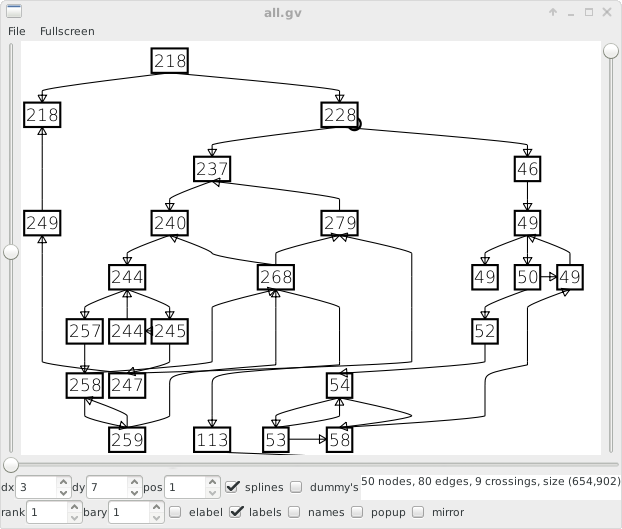 all.gv
File Fullscreen
218
218 228
237 46
249 240 279 49
244 268 49 50 49
257 244 245 52
258 247 54
259 113 53 58
dx 3 dy 7 pos 1 splines dummy's 50 nodes, 80 edges, 9 crossings, size (654,902)
rank 1 bary 1 elabel labels names popup mirror